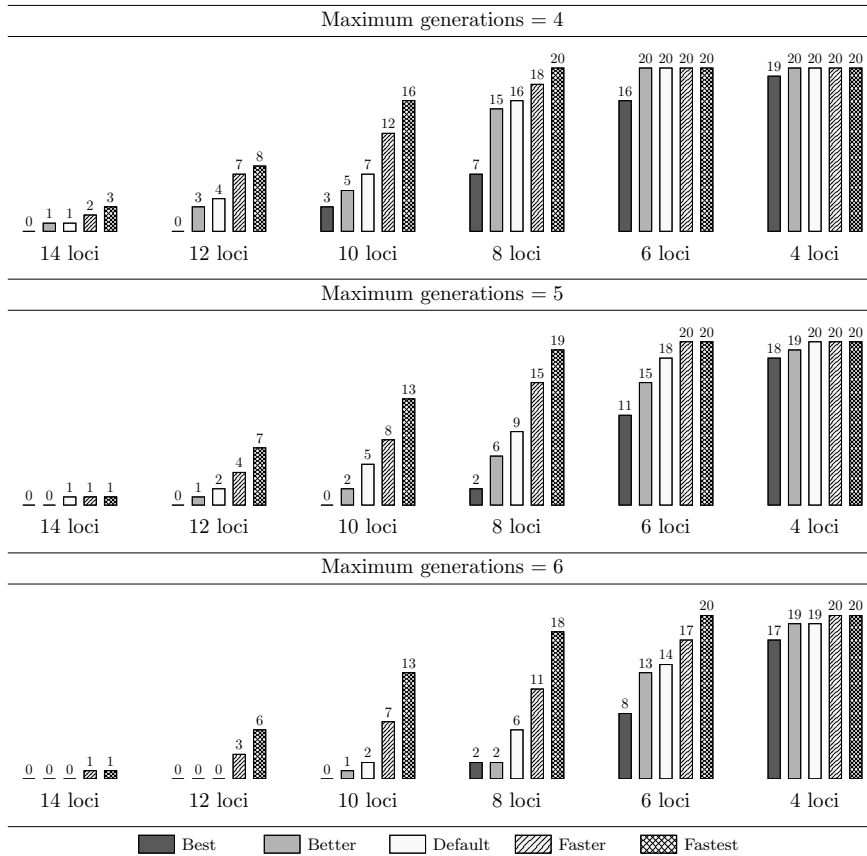 Maximum generations = 4
0 1 1 2 3 0 3 4 7 8 3 5 7 12 16 7 15 16 18 20 16 20 20 20 20 19 20 20 20 20
14 loci 12 loci 10 loci 8 loci 6 loci 4 loci
Maximum generations = 5
0 0 1 1 1 0 1 2 4 7 0 2 5 8 13 2 6 9 15 19 11 15 18 20 20 18 19 20 20 20
14 loci 12 loci 10 loci 8 loci 6 loci 4 loci
Maximum generations = 6
0 0 0 1 1 0 0 0 3 6 0 1 2 7 13 2 2 6 11 18 8 13 14 17 20 17 19 19 20 20
14 loci 12 loci 10 loci 8 loci 6 loci 4 loci
Best Better Default Faster Fastest